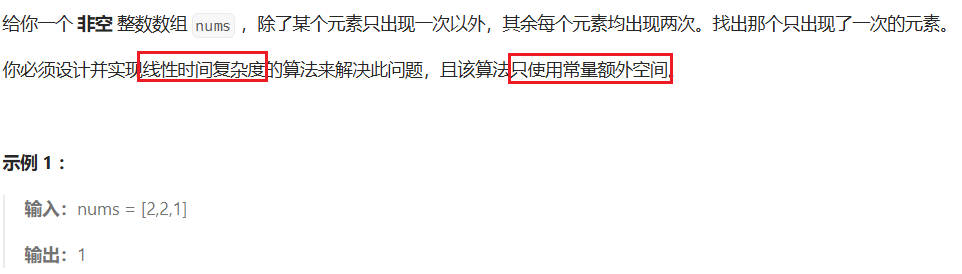 给你一个 非空 整数数组 nums ，除了某个元素只出现一次以外，其余每个元素均出现两次。找出那个只出现了一次的元素。
你必须设计并实现线性时间复杂度的算法来解决此问题，且该算法只使用常量额外空间。
示例 1 ：
输入：nums = [2,2,1]
输出：1